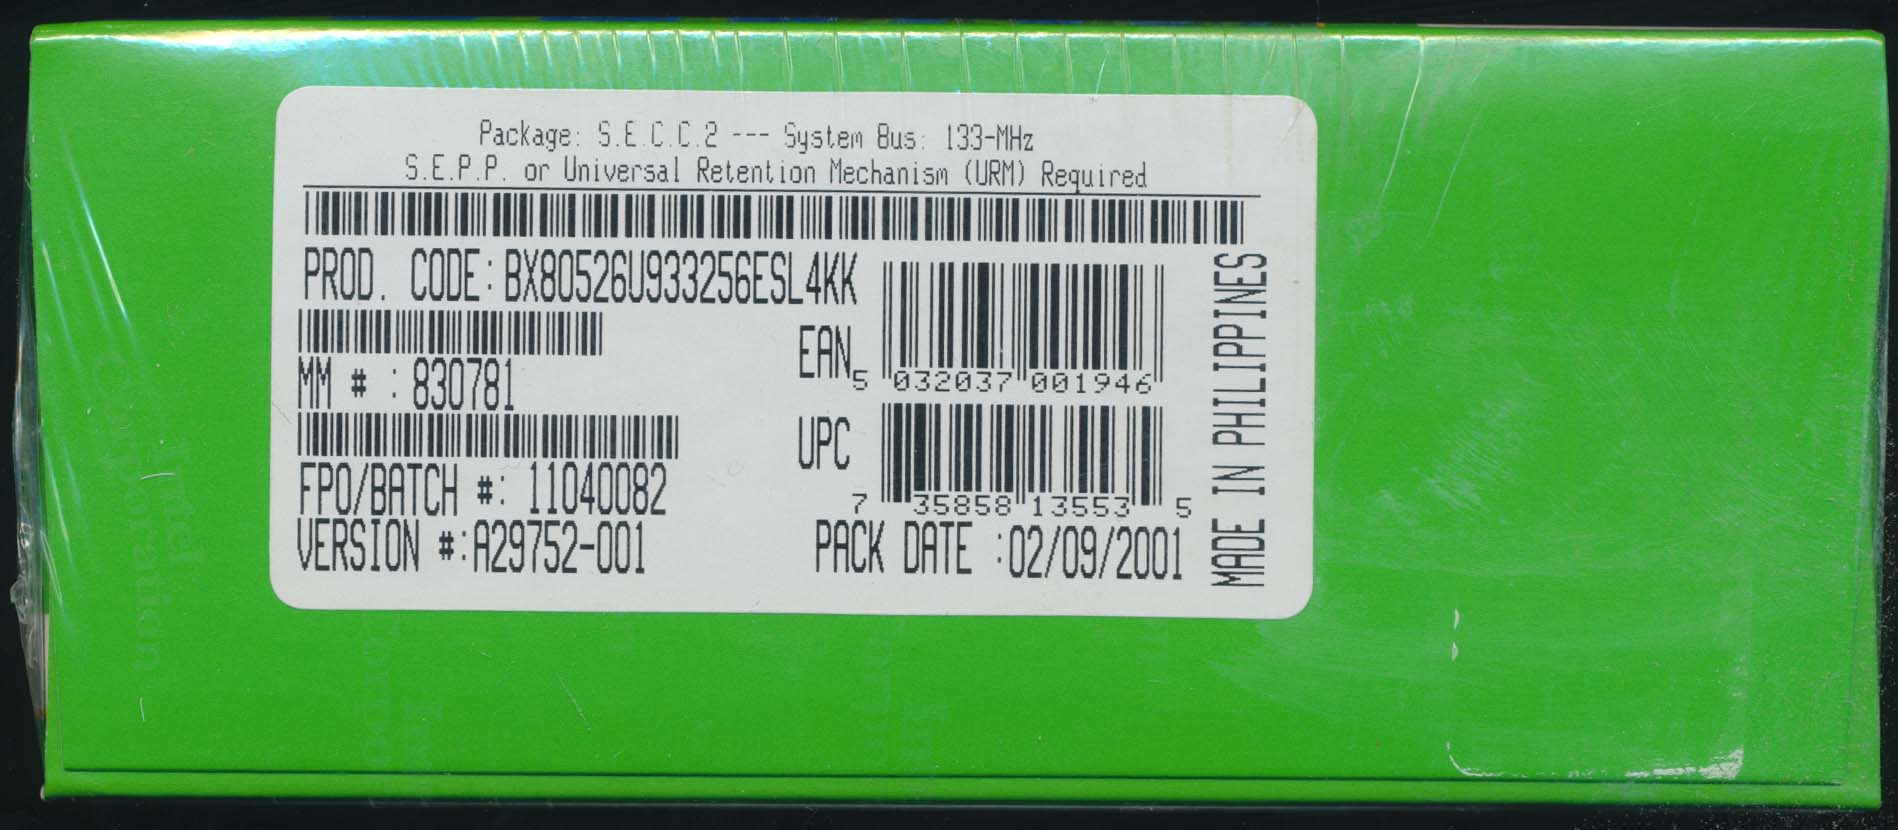 Package: S.E.C.C.2 --- System Bus: 133-MHz
S.E.P.P. or Universal Retention Mechanism (URM) Required
PROD. CODE: BX80526U933256ESL4KK
MM # : 830781
FPO/BATCH #: 11040082
VERSION #:A29752-001
EAN
5 032037 001946
UPC
7 35858 13553 5
PACK DATE :02/09/2001
MADE IN PHILIPPINES
Intel
Corporation